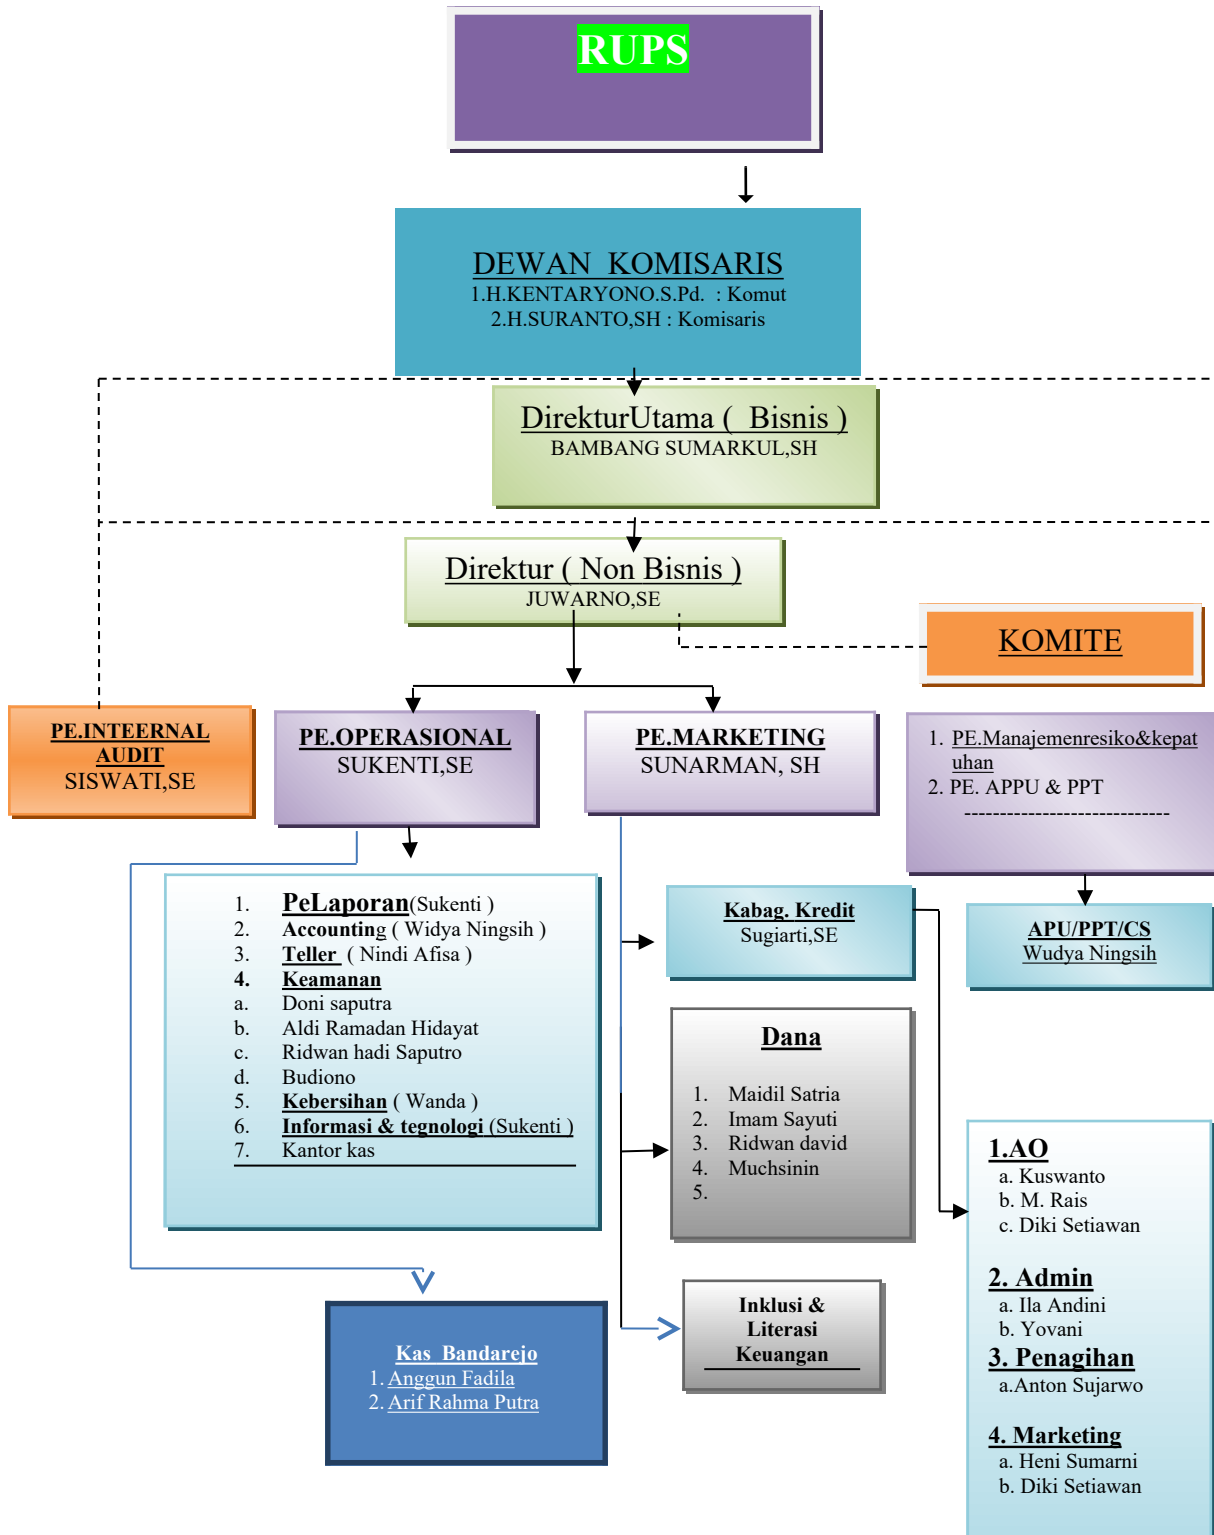 RUPS
DEWAN KOMISARIS
1.H.KENTARYONO.S.Pd. : Komut
2.H.SURANTO,SH : Komisaris
DirekturUtama ( Bisnis )
BAMBANG SUMARKUL,SH
Direktur ( Non Bisnis )
JUWARNO,SE
KOMITE
PE.INTEERNAL
AUDIT
SISWATI,SE
PE.OPERASIONAL
SUKENTI,SE
PE.MARKETING
SUNARMAN, SH
1. PE.Manajemenresiko&kepat
uhan
2. PE. APPU & PPT
-----------------------------
1. PeLaporan(Sukenti )
2. Accounting ( Widya Ningsih )
3. Teller ( Nindi Afisa )
4. Keamanan
a. Doni saputra
b. Aldi Ramadan Hidayat
c. Ridwan hadi Saputro
d. Budiono
5. Kebersihan ( Wanda )
6. Informasi & tegnologi (Sukenti )
7. Kantor kas
Kabag. Kredit
Sugiarti,SE
APU/PPT/CS
Wudya Ningsih
Dana
1. Maidil Satria
2. Imam Sayuti
3. Ridwan david
4. Muchsinin
5.
1.AO
a. Kuswanto
b. M. Rais
c. Diki Setiawan
2. Admin
a. Ila Andini
b. Yovani
3. Penagihan
a.Anton Sujarwo
4. Marketing
a. Heni Sumarni
b. Diki Setiawan
Inklusi &
Literasi
Keuangan
Kas Bandarejo
1. Anggun Fadila
2. Arif Rahma Putra